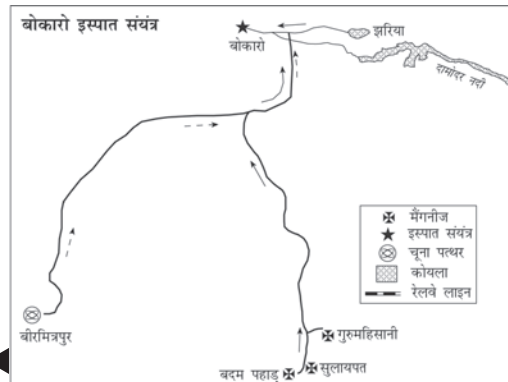 बोकारो इस्पात संयंत्र
बोकारो
झरिया
दामोदर नदी
मैंगनीज
इस्पात संयंत्र
चूना पत्थर
कोयला
रेलवे लाइन
बीरमित्रपुर
गुरुमहिसानी
सुलायपत
बदम पहाड़